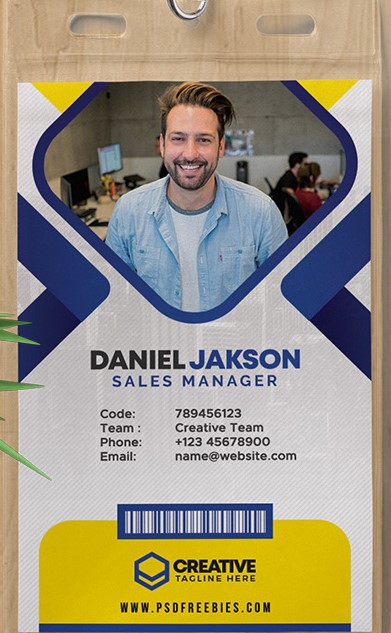 DANIEL JAKSON
SALES MANAGER
Code: 789456123
Team : Creative Team
Phone: +123 45678900
Email: name@website.com
CREATIVE
TAGLINE HERE
WWW.PSDFREEBIES.COM